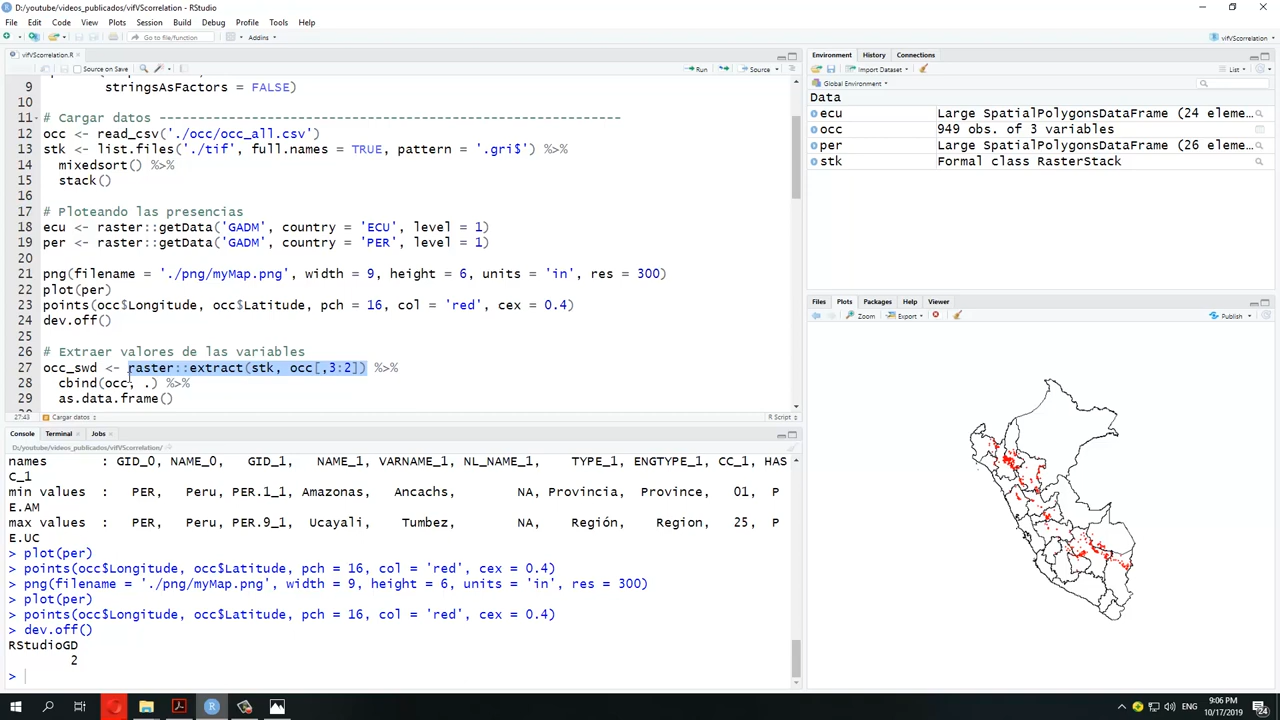 D:/youtube/videos_publicados/vifVScorrelation - RStudio
File Edit Code View Plots Session Build Debug Profile Tools Help
Go to file/function Addins vifVScorrelation
vifVScorrelation.R
Source on Save Run Source
9 stringsAsFactors = FALSE)
10
11 # Cargar datos -----------------------------------------------------------
12 occ <- read_csv('./occ/occ_all.csv')
13 stk <- list.files('./tif', full.names = TRUE, pattern = '.gri$') %>%
14 mixedsort() %>%
15 stack()
16
17 # Ploteando las presencias
18 ecu <- raster::getData('GADM', country = 'ECU', level = 1)
19 per <- raster::getData('GADM', country = 'PER', level = 1)
20
21 png(filename = './png/myMap.png', width = 9, height = 6, units = 'in', res = 300)
22 plot(per)
23 points(occ$Longitude, occ$Latitude, pch = 16, col = 'red', cex = 0.4)
24 dev.off()
25
26 # Extraer valores de las variables
27 occ_swd <- raster::extract(stk, occ[,3:2]) %>%
28 cbind(occ, .) %>%
29 as.data.frame()
27:43 Cargar datos R Script
Console Terminal Jobs
D:/youtube/videos_publicados/vifVScorrelation/
names : GID_0, NAME_0, GID_1, NAME_1, VARNAME_1, NL_NAME_1, TYPE_1, ENGTYPE_1, CC_1, HAS
C_1
min values : PER, Peru, PER.1_1, Amazonas, Ancachs, NA, Provincia, Province, 01, P
E.AM
max values : PER, Peru, PER.9_1, Ucayali, Tumbez, NA, Región, Region, 25, P
E.UC
> plot(per)
> points(occ$Longitude, occ$Latitude, pch = 16, col = 'red', cex = 0.4)
> png(filename = './png/myMap.png', width = 9, height = 6, units = 'in', res = 300)
> plot(per)
> points(occ$Longitude, occ$Latitude, pch = 16, col = 'red', cex = 0.4)
> dev.off()
RStudioGD
2
>
Environment History Connections
Import Dataset List
Global Environment
Data
ecu Large SpatialPolygonsDataFrame (24 eleme…
occ 949 obs. of 3 variables
per Large SpatialPolygonsDataFrame (26 eleme…
stk Formal class RasterStack
Files Plots Packages Help Viewer
Zoom Export Publish
ENG
9:06 PM
10/17/2019
24